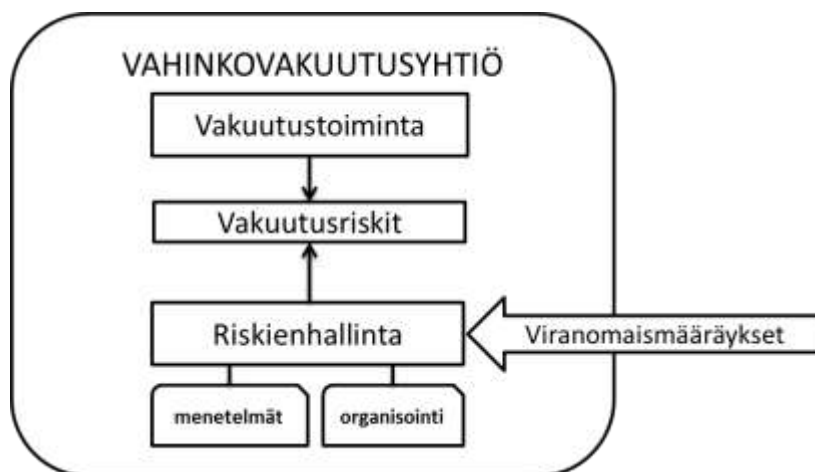 VAHINKOVAKUUTUSYHTIÖ
Vakuutustoiminta
Vakuutusriskit
Riskienhallinta
Viranomaismääräykset
menetelmät
organisointi